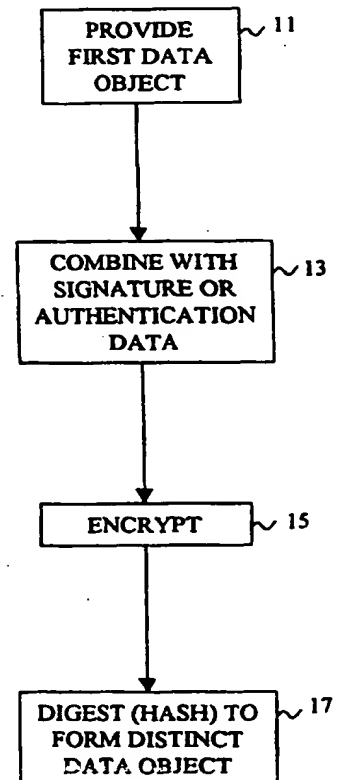 PROVIDE
FIRST DATA
OBJECT
11
COMBINE WITH
SIGNATURE OR
AUTHENTICATION
DATA
13
ENCRYPT
15
DIGEST (HASH) TO
FORM DISTINCT
DATA OBJECT
17